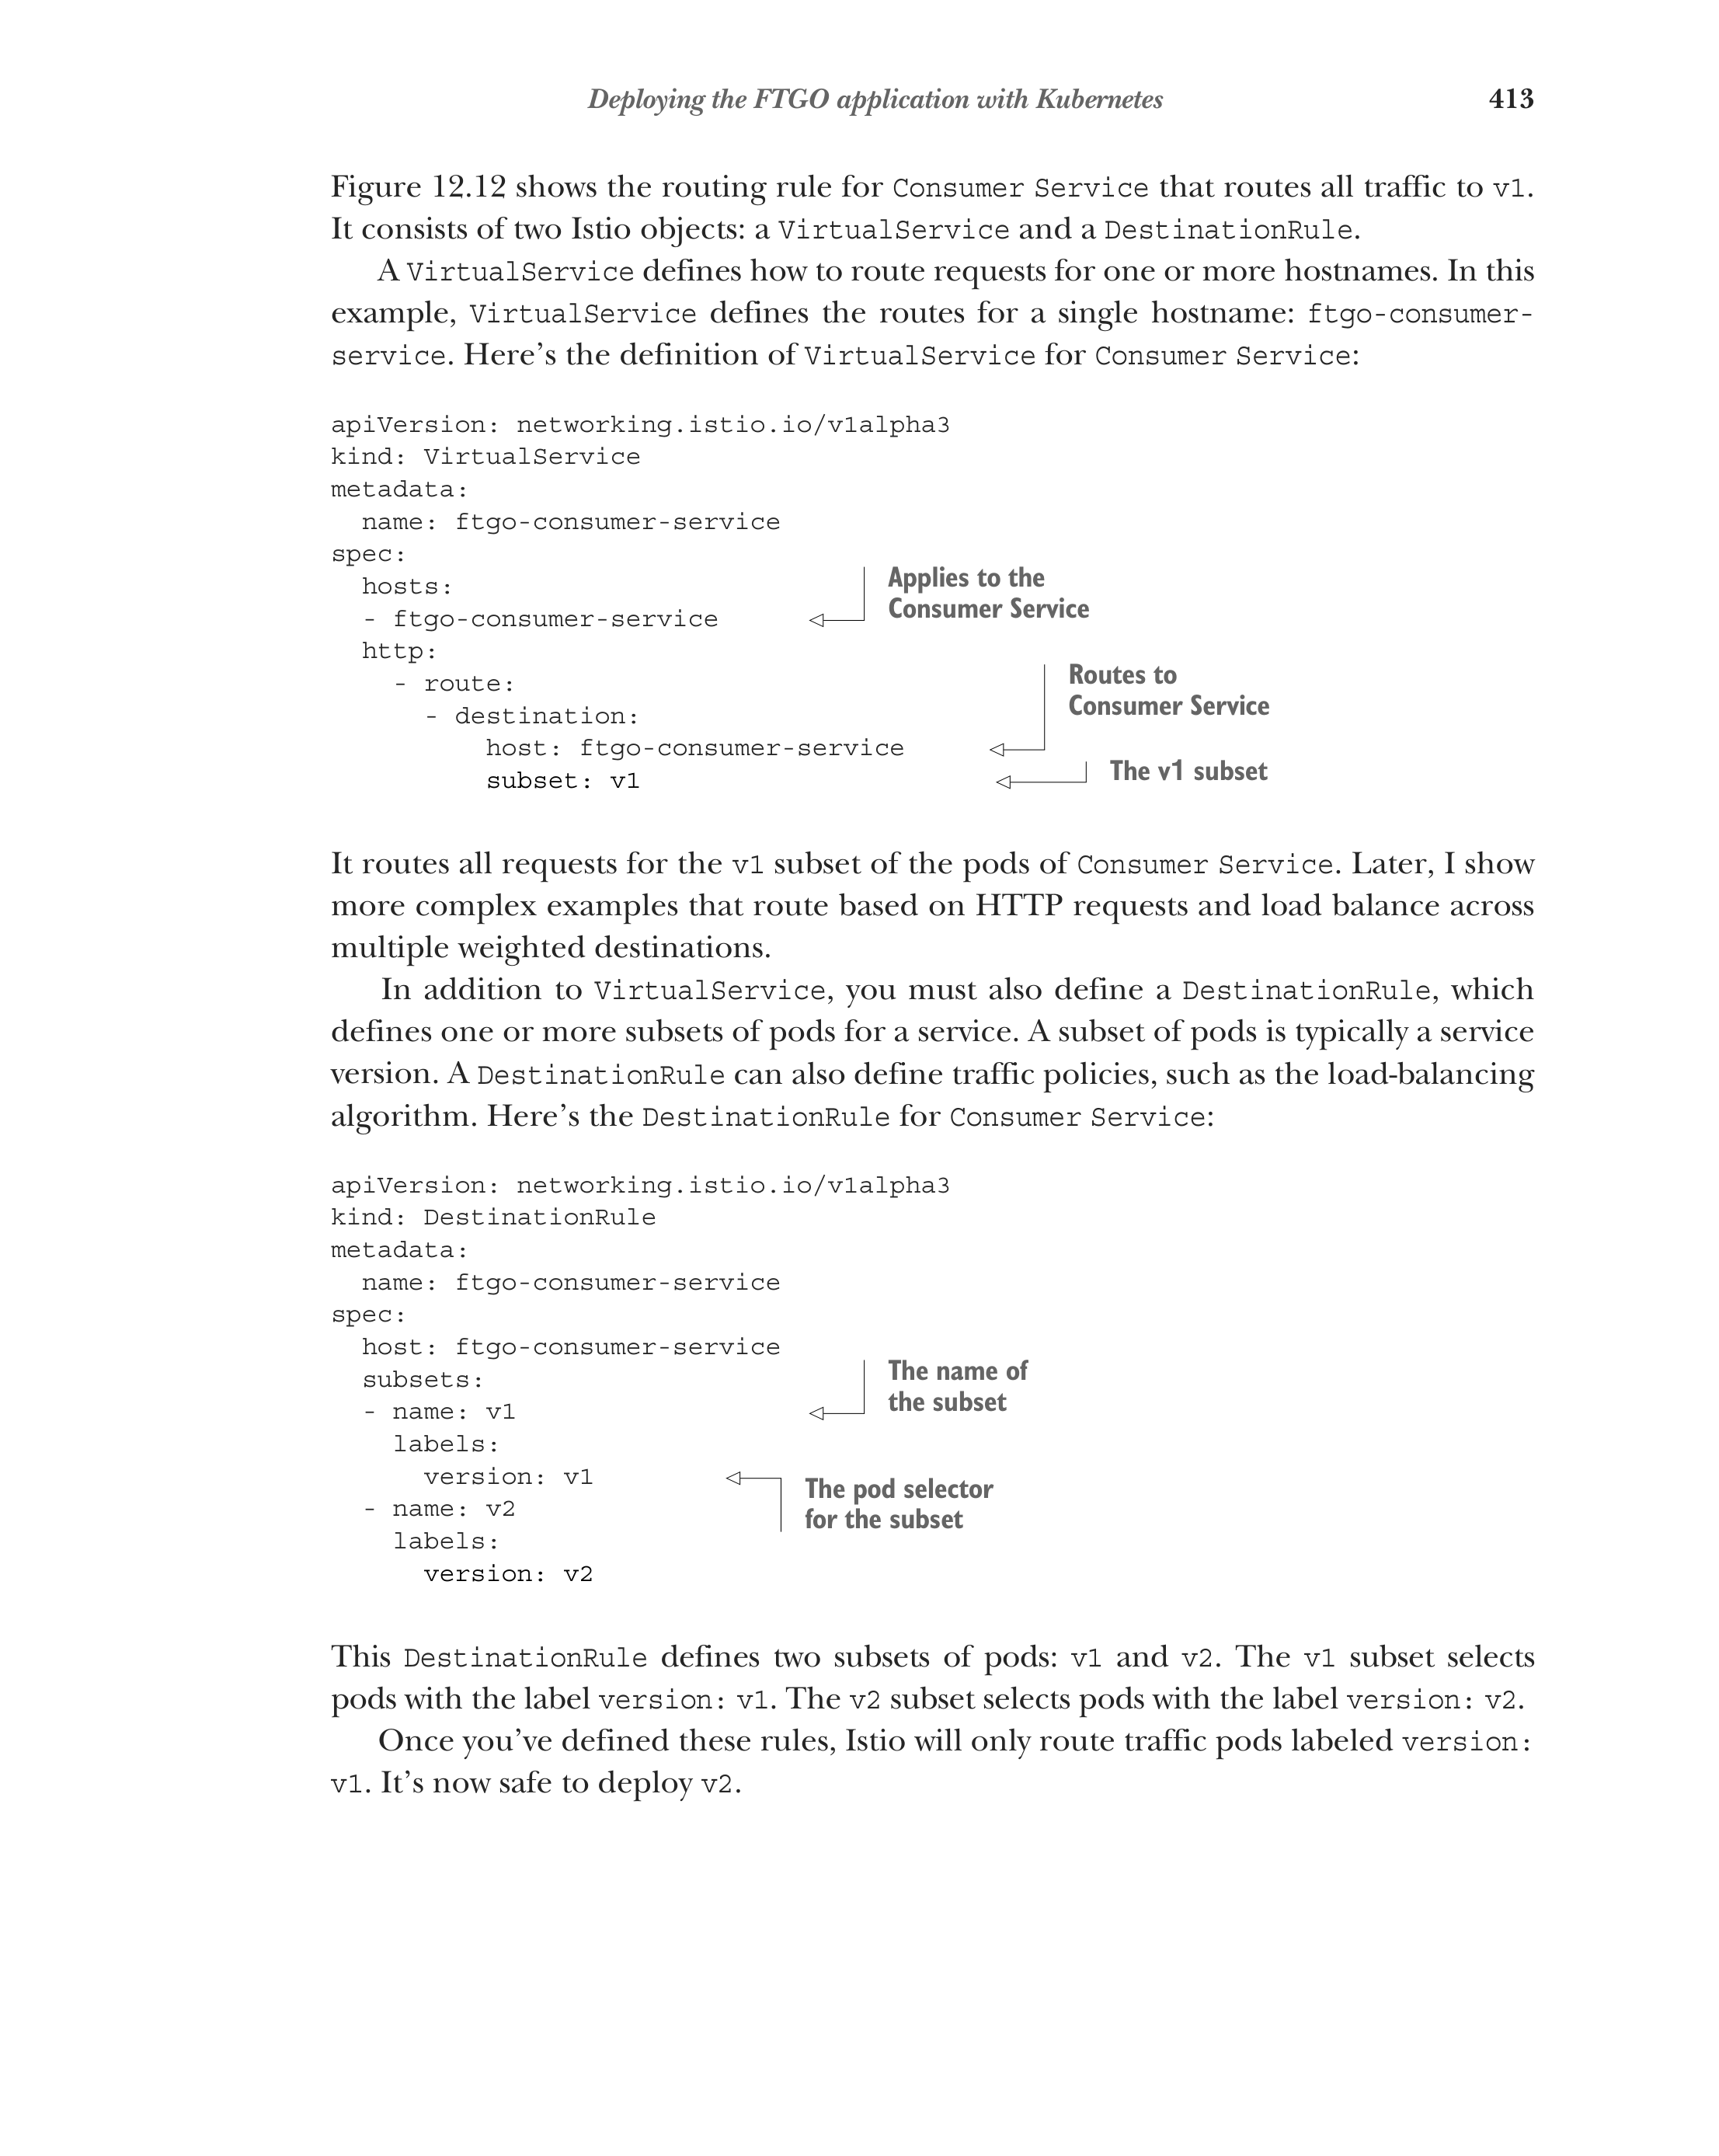 Deploying the FTGO application with Kubernetes 413
Figure 12.12 shows the routing rule for Consumer Service that routes all traffic to v1.
It consists of two Istio objects: a VirtualService and a DestinationRule.
A VirtualService defines how to route requests for one or more hostnames. In this
example, VirtualService defines the routes for a single hostname: ftgo-consumer-
service. Here’s the definition of VirtualService for Consumer Service:
apiVersion: networking.istio.io/v1alpha3
kind: VirtualService
metadata:
  name: ftgo-consumer-service
spec:
  hosts:
  - ftgo-consumer-service
Applies to the
Consumer Service
  http:
    - route:
      - destination:
          host: ftgo-consumer-service
Routes to
Consumer Service
          subset: v1
The v1 subset
It routes all requests for the v1 subset of the pods of Consumer Service. Later, I show
more complex examples that route based on HTTP requests and load balance across
multiple weighted destinations.
In addition to VirtualService, you must also define a DestinationRule, which
defines one or more subsets of pods for a service. A subset of pods is typically a service
version. A DestinationRule can also define traffic policies, such as the load-balancing
algorithm. Here’s the DestinationRule for Consumer Service:
apiVersion: networking.istio.io/v1alpha3
kind: DestinationRule
metadata:
  name: ftgo-consumer-service
spec:
  host: ftgo-consumer-service
  subsets:
  - name: v1
The name of
the subset
    labels:
      version: v1
The pod selector
for the subset
  - name: v2
    labels:
      version: v2
This DestinationRule defines two subsets of pods: v1 and v2. The v1 subset selects
pods with the label version: v1. The v2 subset selects pods with the label version: v2.
Once you’ve defined these rules, Istio will only route traffic pods labeled version:
v1. It’s now safe to deploy v2.